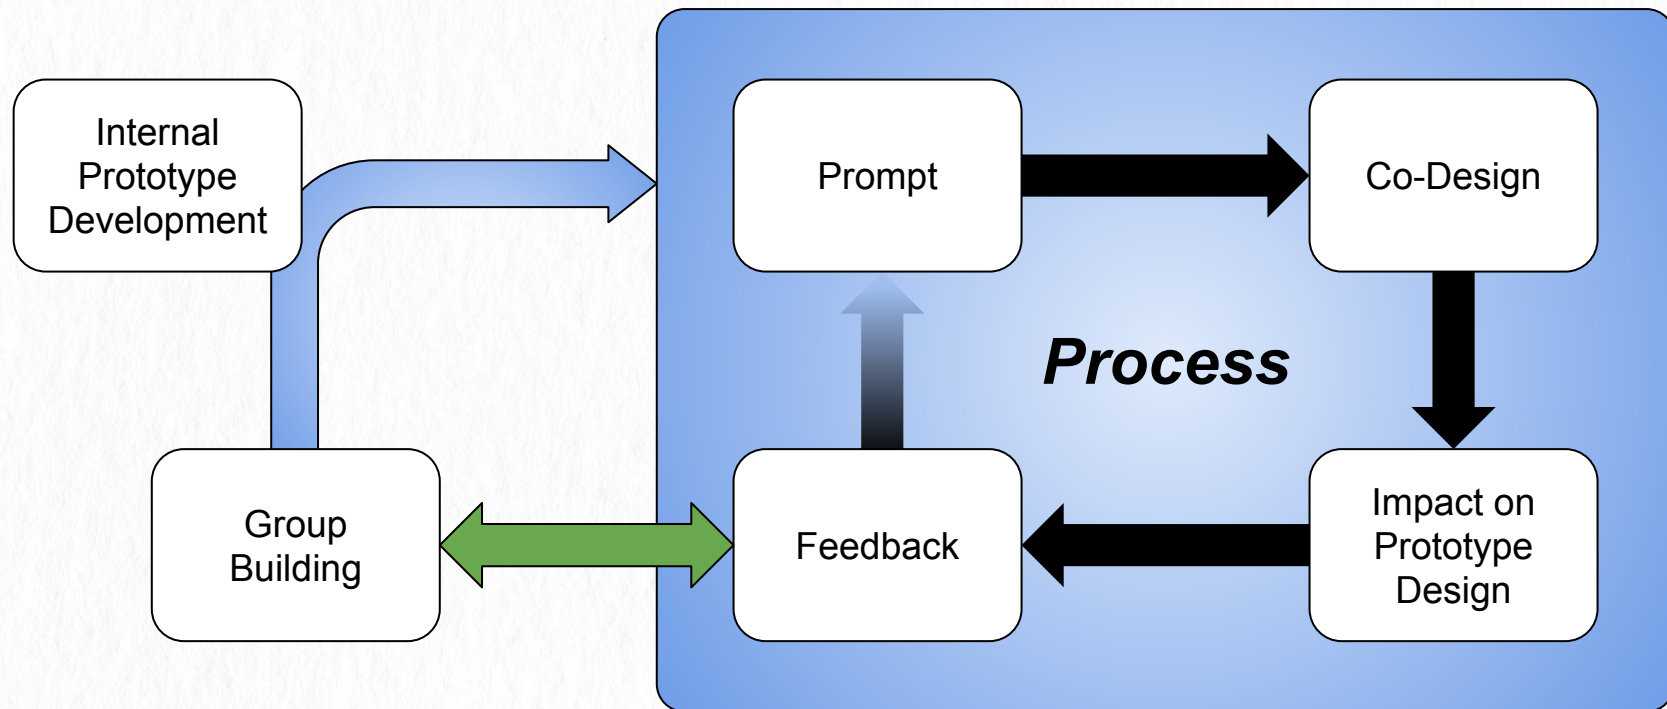 Internal
Prototype
Development
Prompt
Co-Design
Process
Group
Building
Feedback
Impact on
Prototype
Design